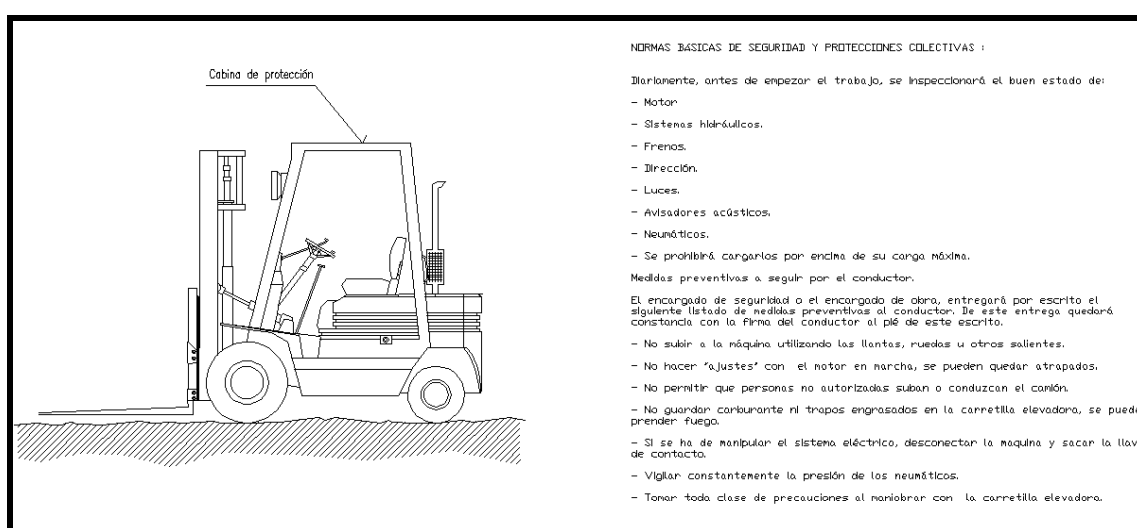 Cabina de protección
NORMAS BÁSICAS DE SEGURIDAD Y PROTECCIONES COLECTIVAS :
Diariamente, antes de empezar el trabajo, se inspeccionará el buen estado de:
- Motor
- Sistemas hidráulicos.
- Frenos.
- Dirección.
- Luces.
- Avisadores acústicos.
- Neumáticos.
- Se prohibirá cargarlos por encima de su carga máxima.
Medidas preventivas a seguir por el conductor.
El encargado de seguridad o el encargado de obra, entregará por escrito el
siguiente listado de medidas preventivas al conductor. De este entrega quedará
constancia con la firma del conductor al pié de este escrito.
- No subir a la máquina utilizando las llantas, ruedas u otros salientes.
- No hacer "ajustes" con el motor en marcha, se pueden quedar atrapados.
- No permitir que personas no autorizadas suban o conduzcan el camión.
- No guardar carburante ni trapos engrasados en la carretilla elevadora, se puede
prender fuego.
- Si se ha de manipular el sistema eléctrico, desconectar la maquina y sacar la llav
de contacto.
- Vigilar constantemente la presión de los neumáticos.
- Tomar toda clase de precauciones al maniobrar con la carretilla elevadora.